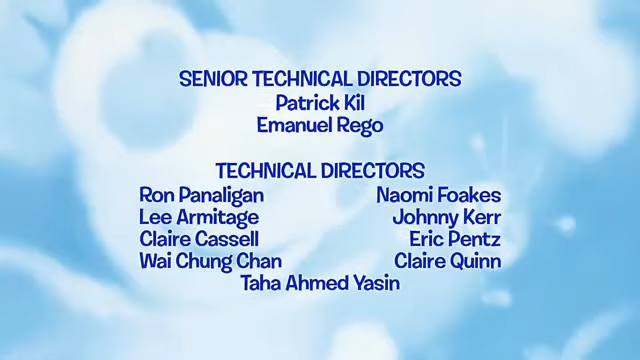 SENIOR TECHNICAL DIRECTORS
Patrick Kil
Emanuel Rego
TECHNICAL DIRECTORS
Ron Panaligan Naomi Foakes
Lee Armitage Johnny Kerr
Claire Cassell Eric Pentz
Wai Chung Chan Claire Quinn
Taha Ahmed Yasin